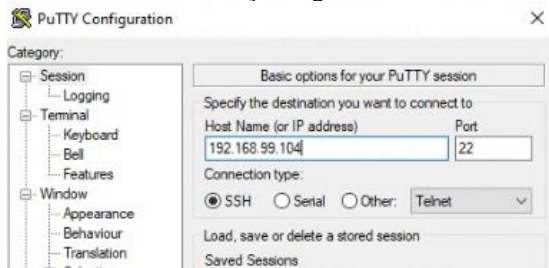 PuTTY Configuration
Category:
Session
Logging
Terminal
Keyboard
Bell
Features
Window
Appearance
Behaviour
Translation
Basic options for your PuTTY session
Specify the destination you want to connect to
Host Name (or IP address) Port
192.168.99.104 22
Connection type:
SSH Serial Other: Telnet
Load, save or delete a stored session
Saved Sessions